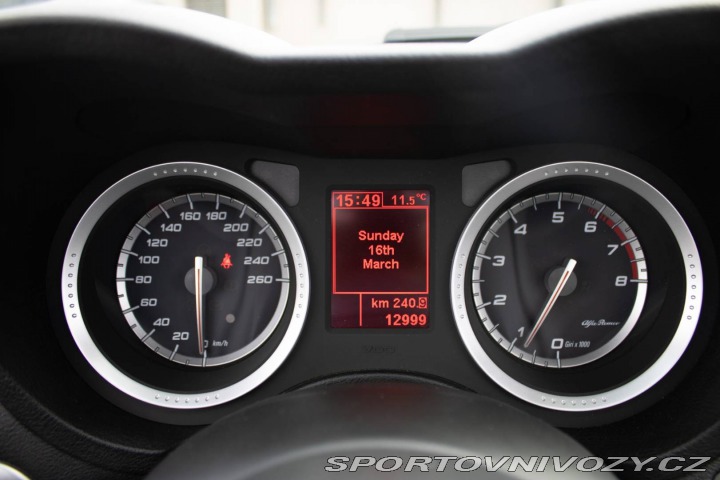 15:49 11.5°C
Sunday
16th
March
km 240.9
12999
0 20 40 60 80 100 120 140 160 180 200 220 240 260
km/h
0 1 2 3 4 5 6 7 8
Alfa Romeo
Giri x 1000
SPORTOVNIVOZY.CZ